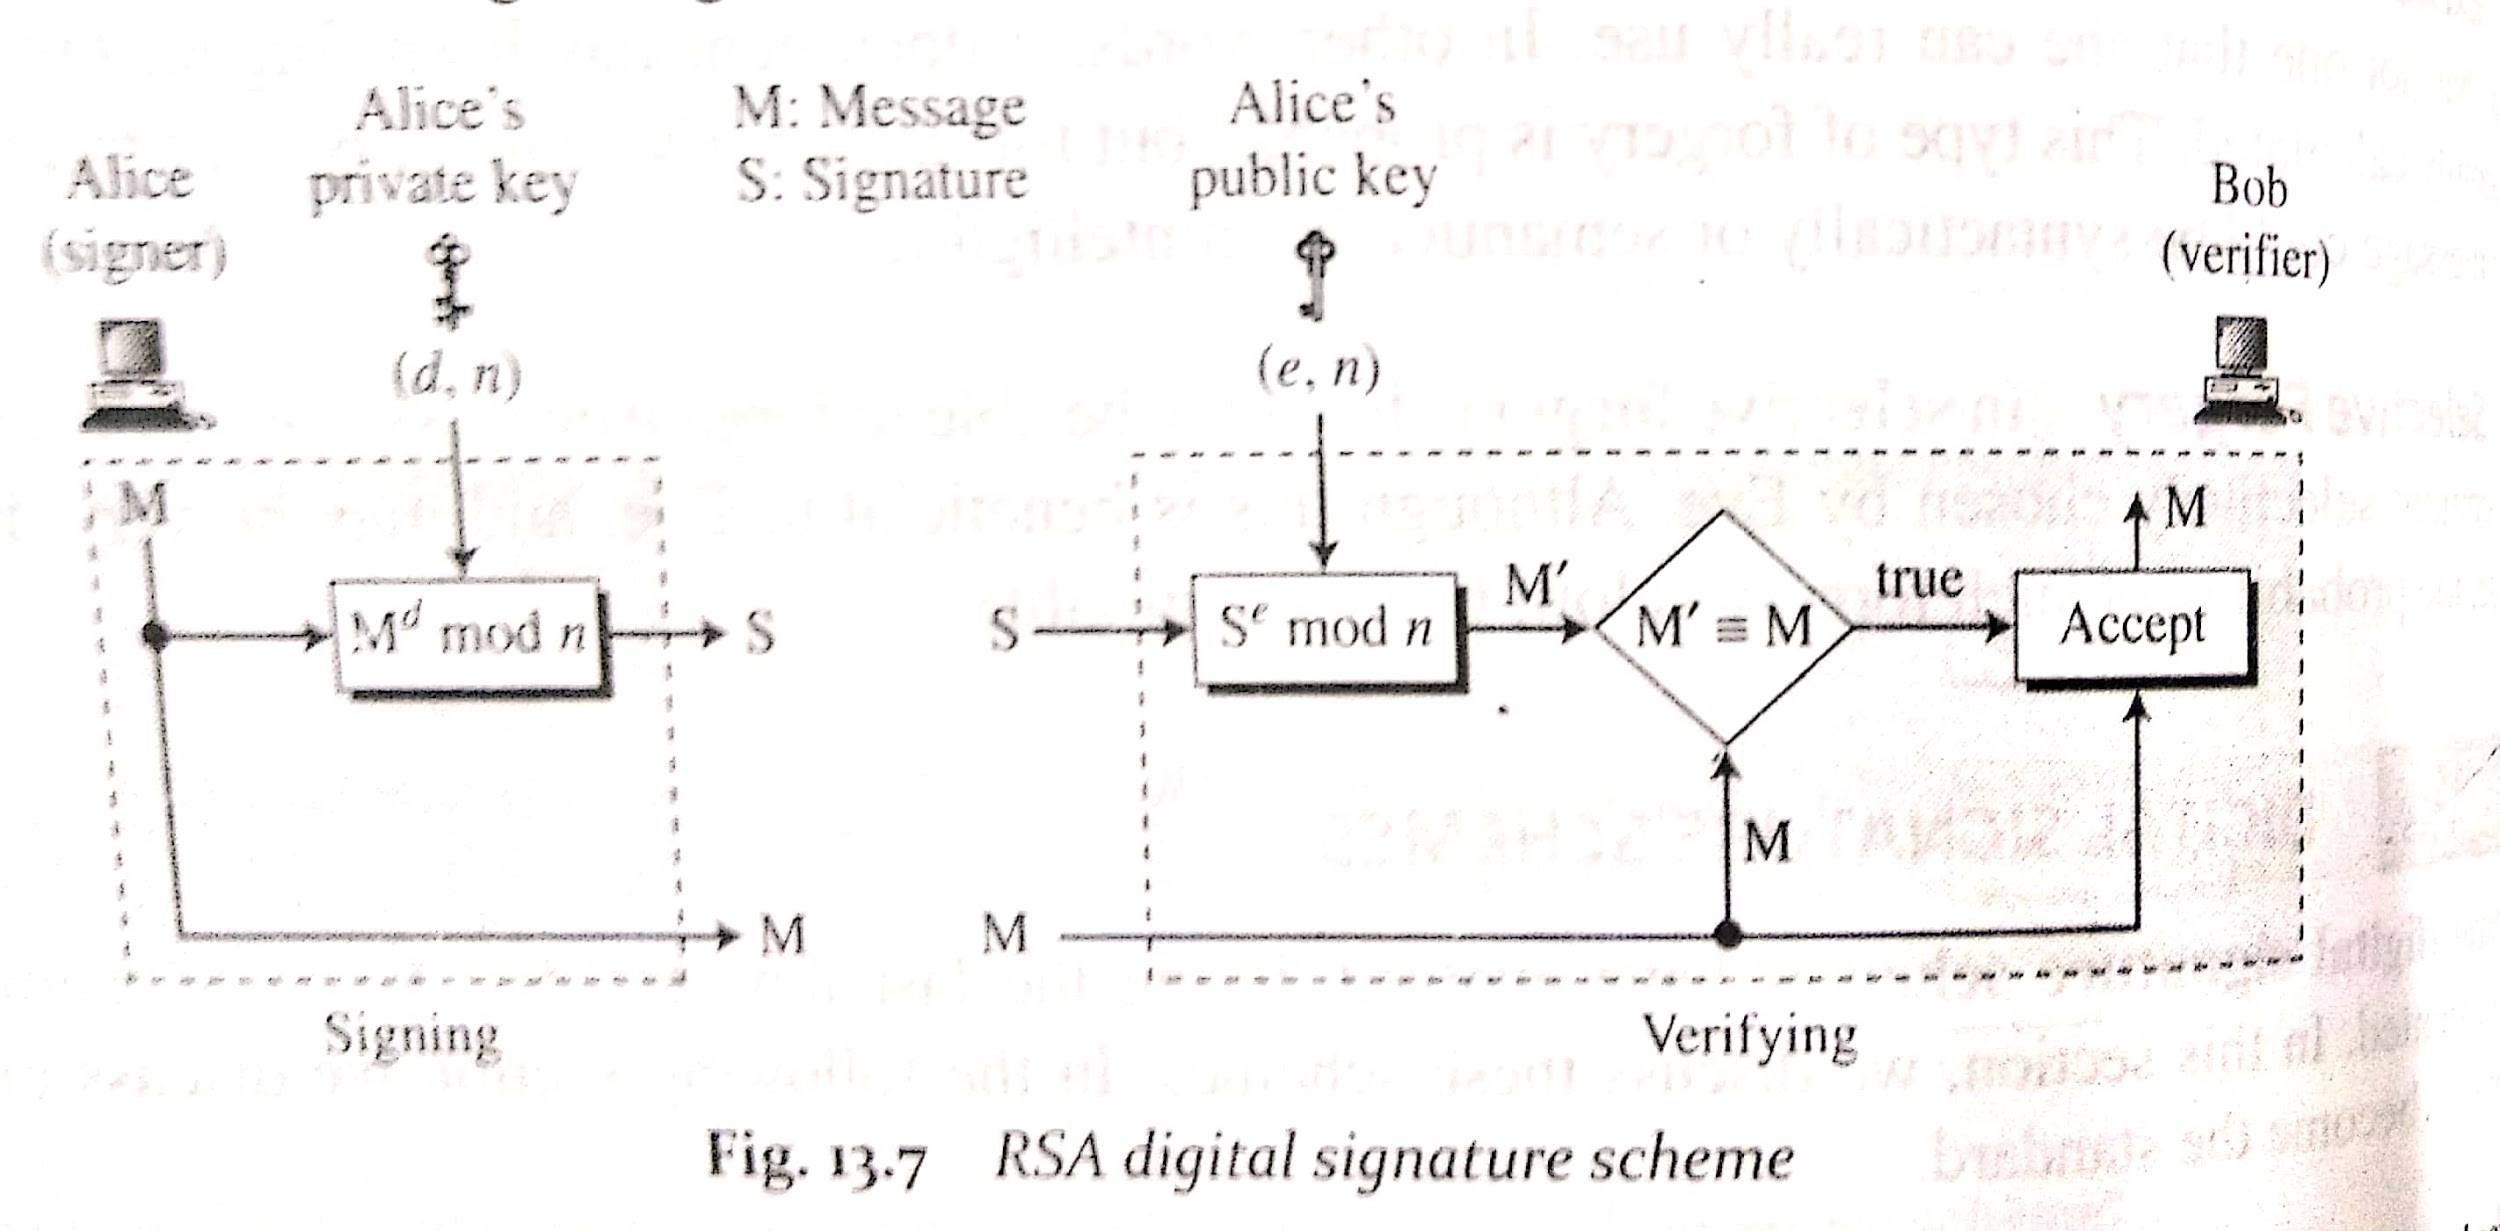 Alice's
private key
M: Message
S: Signature
Alice's
public key
Alice
(signer)
Bob
(verifier)
(d, n)
(e, n)
M
M^d mod n
S
M
Signing
S
S^e mod n
M′
M′ ≡ M
true
Accept
M
M
M
Verifying
Fig. 13.7 RSA digital signature scheme